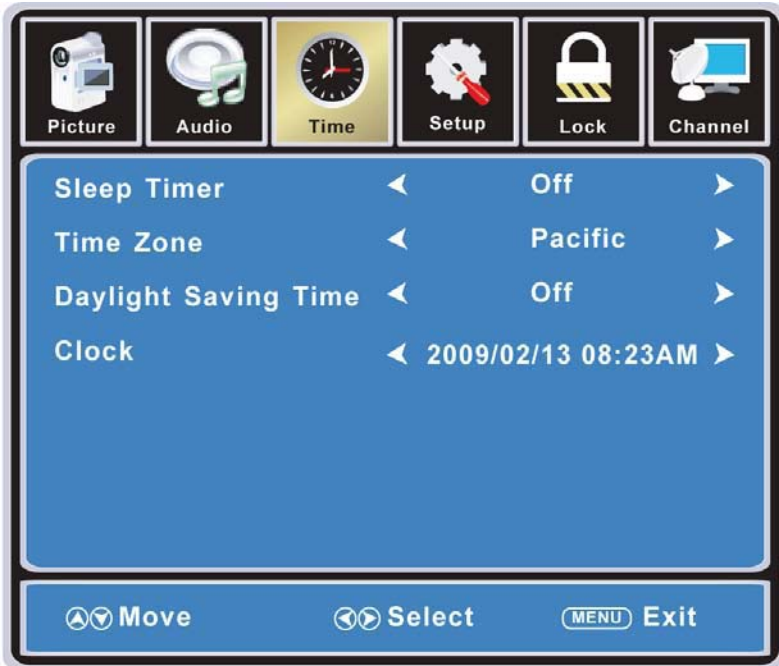 Picture Audio Time Setup Lock Channel
Sleep Timer Off
Time Zone Pacific
Daylight Saving Time Off
Clock 2009/02/13 08:23AM
Move Select MENU Exit